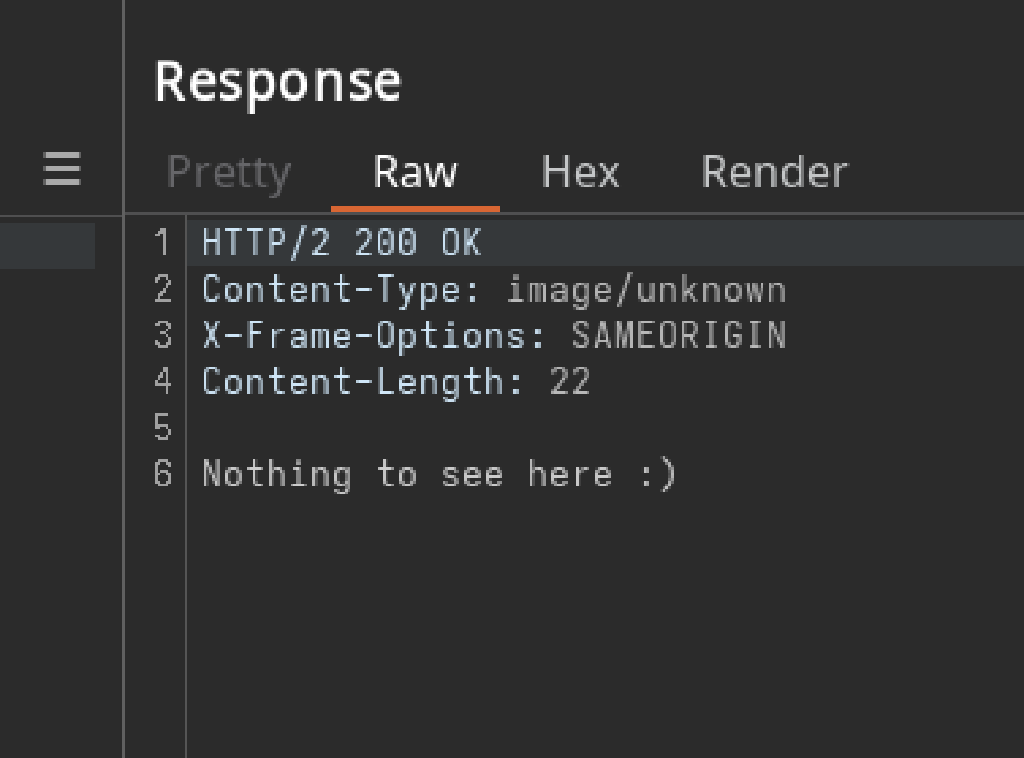 Response
Pretty Raw Hex Render
1 HTTP/2 200 OK
2 Content-Type: image/unknown
3 X-Frame-Options: SAMEORIGIN
4 Content-Length: 22
5
6 Nothing to see here :)